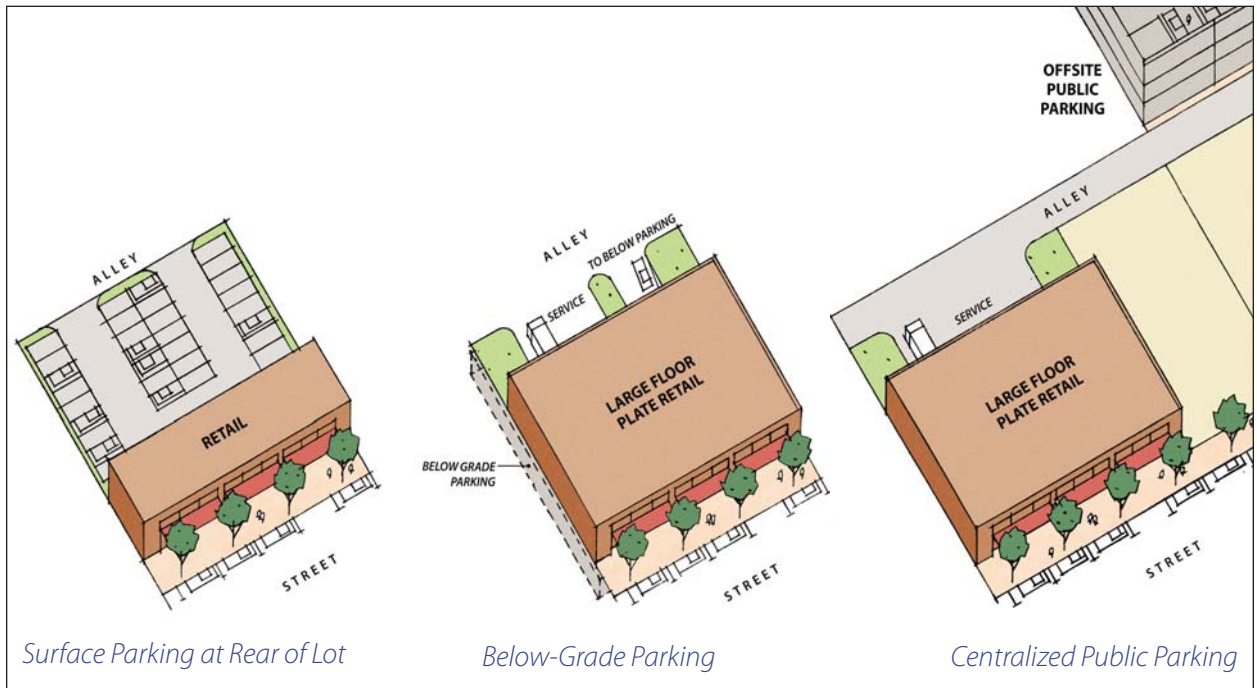 OFFSITE
PUBLIC
PARKING
ALLEY
RETAIL
STREET
Surface Parking at Rear of Lot
ALLEY
TO BELOW PARKING
SERVICE
LARGE FLOOR
PLATE RETAIL
BELOW GRADE
PARKING
STREET
Below-Grade Parking
ALLEY
SERVICE
LARGE FLOOR
PLATE RETAIL
STREET
Centralized Public Parking